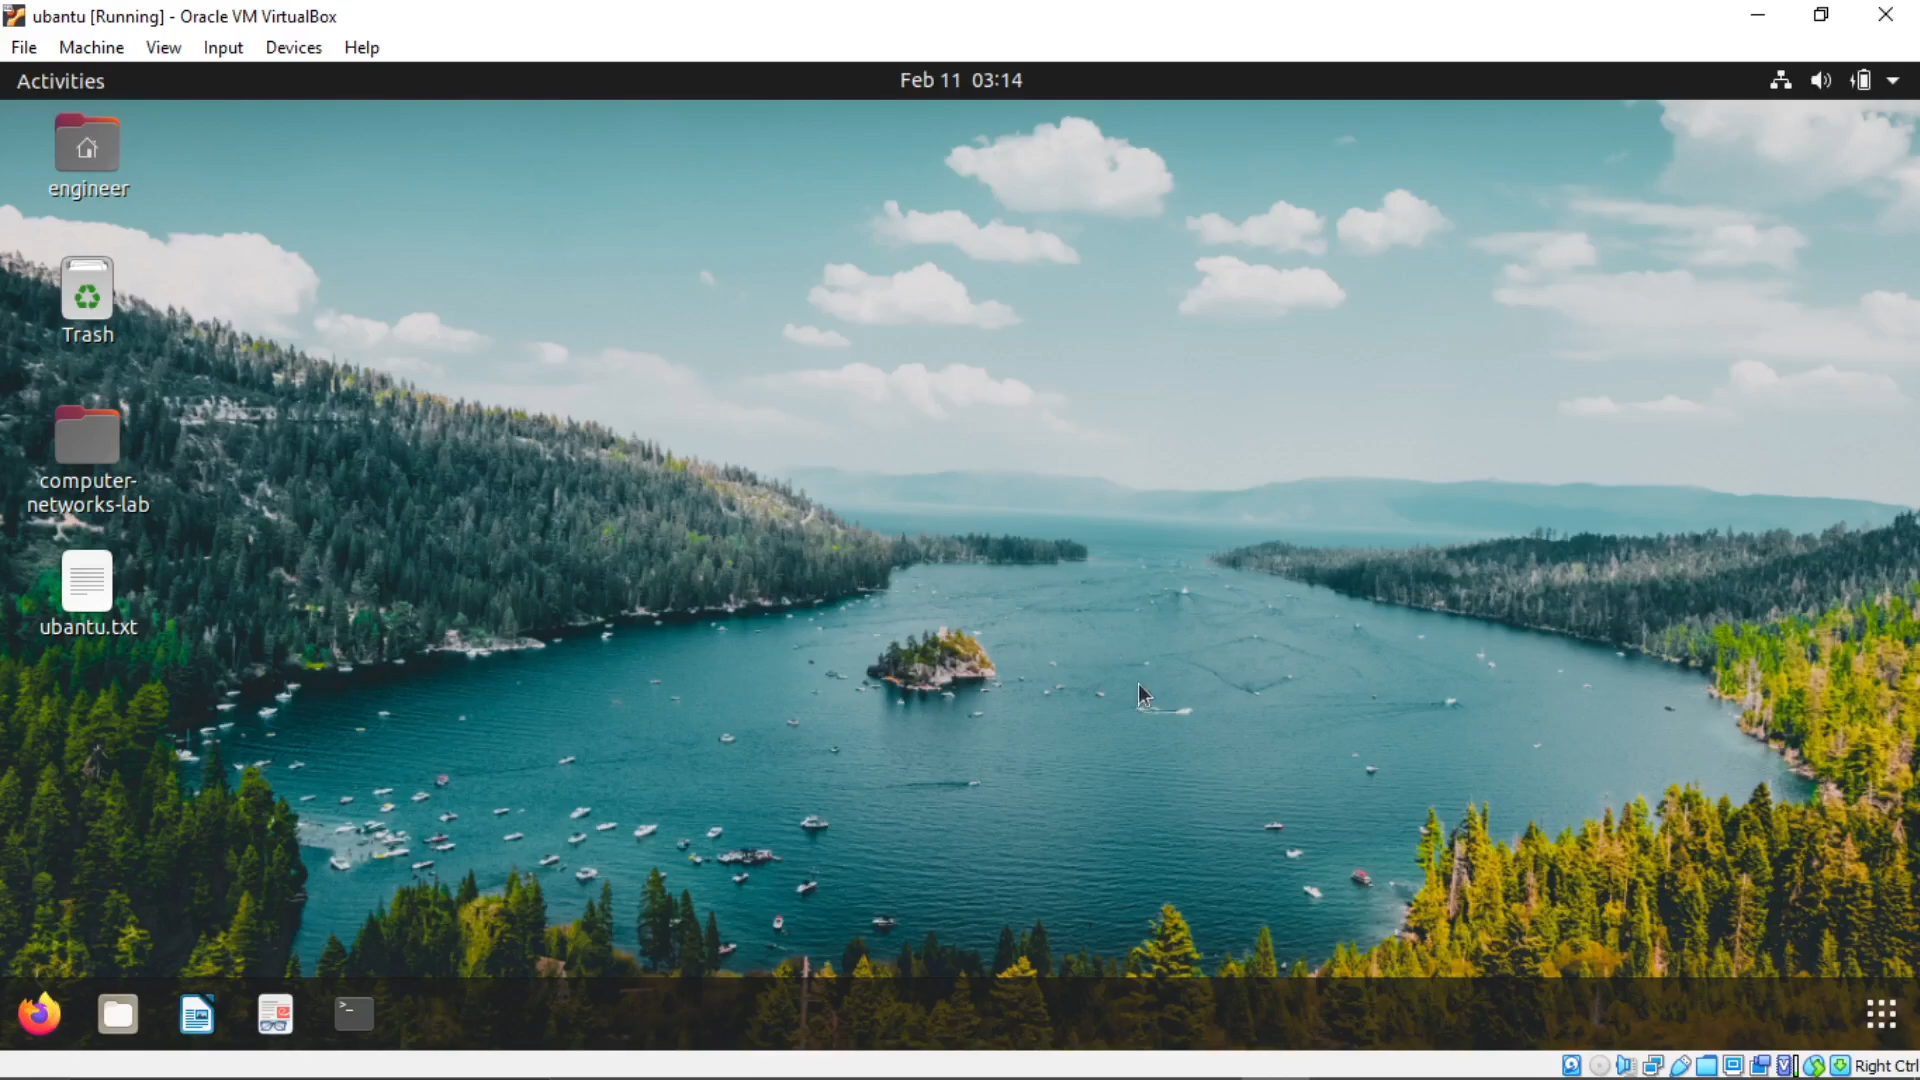 ubantu [Running] - Oracle VM VirtualBox
File Machine View Input Devices Help
Activities
Feb 11 03:14
engineer
Trash
computer-
networks-lab
ubantu.txt
Right Ctrl